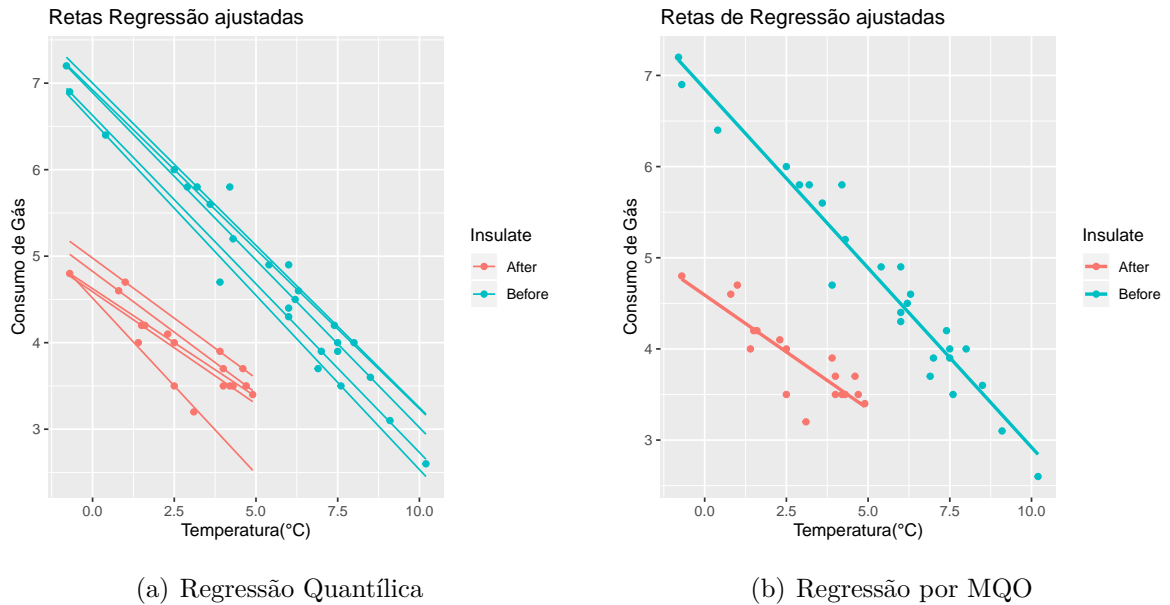 Retas Regressão ajustadas
7
6
5
4
3
0.0 2.5 5.0 7.5 10.0
Temperatura(°C)
Consumo de Gás
Insulate
After
Before
(a) Regressão Quantílica
Retas de Regressão ajustadas
7
6
5
4
3
0.0 2.5 5.0 7.5 10.0
Temperatura(°C)
Consumo de Gás
Insulate
After
Before
(b) Regressão por MQO